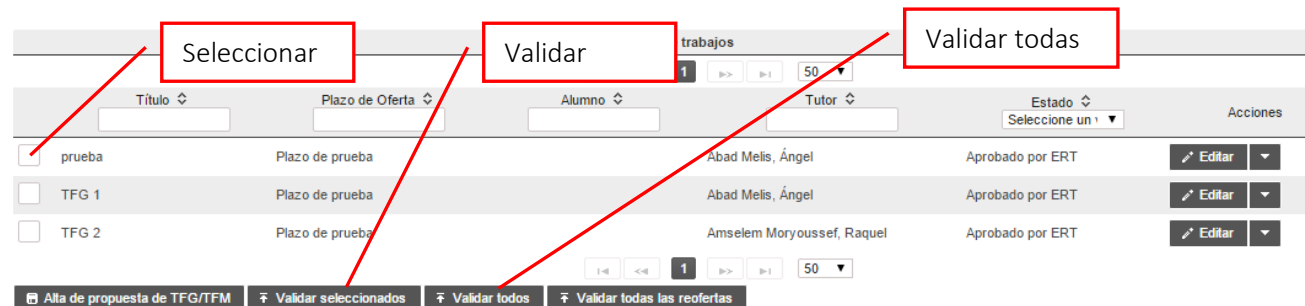 Seleccionar
Validar
Validar todas
trabajos
1 50
Título Plazo de Oferta Alumno Tutor Estado Acciones
Seleccione un
prueba Plazo de prueba Abad Melis, Ángel Aprobado por ERT Editar
TFG 1 Plazo de prueba Abad Melis, Ángel Aprobado por ERT Editar
TFG 2 Plazo de prueba Amselem Moryoussef, Raquel Aprobado por ERT Editar
1 50
Alta de propuesta de TFG/TFM Validar seleccionados Validar todos Validar todas las reofertas